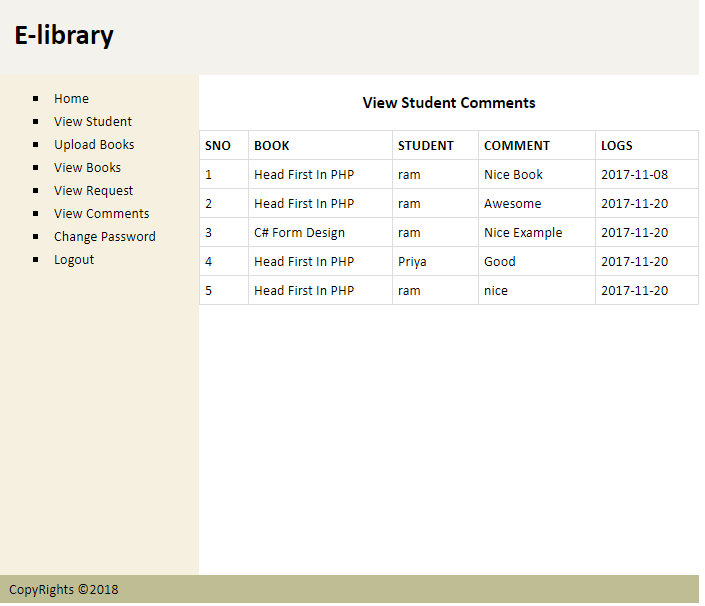 E-library
Home
View Student
Upload Books
View Books
View Request
View Comments
Change Password
Logout
View Student Comments
SNO BOOK STUDENT COMMENT LOGS
1 Head First In PHP ram Nice Book 2017-11-08
2 Head First In PHP ram Awesome 2017-11-20
3 C# Form Design ram Nice Example 2017-11-20
4 Head First In PHP Priya Good 2017-11-20
5 Head First In PHP ram nice 2017-11-20
CopyRights ©2018